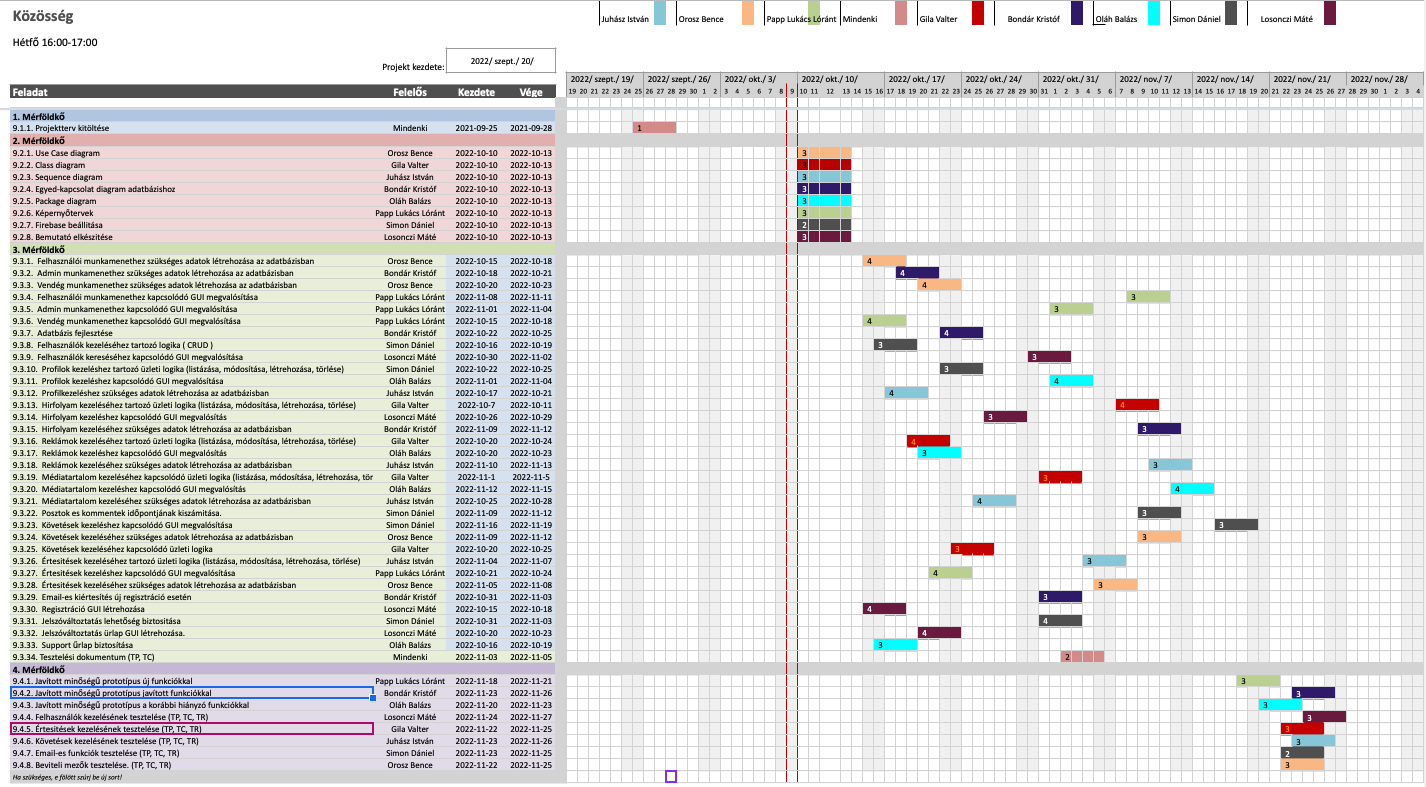 Közösség
Juhász István Orosz Bence Papp Lukács Lóránt Mindenki Gila Valter Bondár Kristóf Oláh Balázs Simon Dániel Losonczi Máté
Hétfő 16:00-17:00
Projekt kezdete: 2022/ szept./ 20/
2022/ szept./ 19/ 2022/ szept./ 26/ 2022/ okt./ 3/ 2022/ okt./ 10/ 2022/ okt./ 17/ 2022/ okt./ 24/ 2022/ okt./ 31/ 2022/ nov./ 7/ 2022/ nov./ 14/ 2022/ nov./ 21/ 2022/ nov./ 28/
Feladat Felelős Kezdete Vége 19 20 21 22 23 24 25 26 27 28 29 30 1 2 3 4 5 6 7 8 9 10 11 12 13 14 15 16 17 18 19 20 21 22 23 24 25 26 27 28 29 30 31 1 2 3 4 5 6 7 8 9 10 11 12 13 14 15 16 17 18 19 20 21 22 23 24 25 26 27 28 29 30 1 2 3 4
1. Mérföldkő
9.1.1. Projektterv kitöltése Mindenki 2021-09-25 2021-09-28 1
2. Mérföldkő
9.2.1. Use Case diagram Orosz Bence 2022-10-10 2022-10-13 3
9.2.2. Class diagram Gila Valter 2022-10-10 2022-10-13 3
9.2.3. Sequence diagram Juhász István 2022-10-10 2022-10-13 3
9.2.4. Egyed-kapcsolat diagram adatbázishoz Bondár Kristóf 2022-10-10 2022-10-13 3
9.2.5. Package diagram Oláh Balázs 2022-10-10 2022-10-13 3
9.2.6. Képernyőtervek Papp Lukács Lóránt 2022-10-10 2022-10-13 3
9.2.7. Firebase beállítása Simon Dániel 2022-10-10 2022-10-13 2
9.2.8. Bemutató elkészítése Losonczi Máté 2022-10-10 2022-10-13 3
3. Mérföldkő
9.3.1. Felhasználói munkamenethez szükséges adatok létrehozása az adatbázisban Orosz Bence 2022-10-15 2022-10-18 4
9.3.2. Admin munkamenethez szükséges adatok létrehozása az adatbázisban Bondár Kristóf 2022-10-18 2022-10-21 4
9.3.3. Vendég munkamenethez szükséges adatok létrehozása az adatbázisban Orosz Bence 2022-10-20 2022-10-23 4
9.3.4. Felhasználói munkamenethez kapcsolódó GUI megvalósítása Papp Lukács Lóránt 2022-11-08 2022-11-11 3
9.3.5. Admin munkamenethez kapcsolódó GUI megvalósítása Papp Lukács Lóránt 2022-11-01 2022-11-04 3
9.3.6. Vendég munkamenethez kapcsolódó GUI megvalósítása Papp Lukács Lóránt 2022-10-15 2022-10-18 4
9.3.7. Adatbázis fejlesztése Bondár Kristóf 2022-10-22 2022-10-25 4
9.3.8. Felhasználók kezeléséhez tartozó logika ( CRUD ) Simon Dániel 2022-10-16 2022-10-19 3
9.3.9. Felhasználók kereséséhez kapcsolódó GUI megvalósítása Losonczi Máté 2022-10-30 2022-11-02 3
9.3.10. Profilok kezeléséhez tartozó üzleti logika (listázása, módosítása, létrehozása, törlése) Simon Dániel 2022-10-22 2022-10-25 3
9.3.11. Profilok kezeléshez kapcsolódó GUI megvalósítása Oláh Balázs 2022-11-01 2022-11-04 4
9.3.12. Profilkezeléshez szükséges adatok létrehozása az adatbázisban Juhász István 2022-10-17 2022-10-21 4
9.3.13. Hírfolyam kezeléséhez tartozó üzleti logika (listázása, módosítása, létrehozása, törlése) Gila Valter 2022-10-7 2022-10-11 4
9.3.14. Hírfolyam kezeléshez kapcsolódó GUI megvalósítás Losonczi Máté 2022-10-26 2022-10-29 3
9.3.15. Hírfolyam kezeléséhez szükséges adatok létrehozása az adatbázisban Bondár Kristóf 2022-11-09 2022-11-12 3
9.3.16. Reklámok kezeléséhez tartozó üzleti logika (listázása, módosítása, létrehozása, törlése) Gila Valter 2022-10-20 2022-10-24 4
9.3.17. Reklámok kezeléshez kapcsolódó GUI megvalósítás Oláh Balázs 2022-10-20 2022-10-23 3
9.3.18. Reklámok kezeléséhez szükséges adatok létrehozása az adatbázisban Juhász István 2022-11-10 2022-11-13 3
9.3.19. Médiatartalom kezeléséhez kapcsolódó üzleti logika (listázása, módosítása, létrehozása, tör Gila Valter 2022-11-1 2022-11-5 3
9.3.20. Médiatartalom kezeléshez kapcsolódó GUI megvalósítás Oláh Balázs 2022-11-12 2022-11-15 4
9.3.21. Médiatartalom kezeléséhez szükséges adatok létrehozása az adatbázisban Juhász István 2022-10-25 2022-10-28 4
9.3.22. Posztok es kommentek időpontjának kiszámítása. Simon Dániel 2022-11-09 2022-11-12 3
9.3.23. Követések kezeléshez kapcsolódó GUI megvalósítása Simon Dániel 2022-11-16 2022-11-19 3
9.3.24. Követések kezeléséhez szükséges adatok létrehozása az adatbázisban Orosz Bence 2022-11-09 2022-11-12 3
9.3.25. Követések kezeléshez kapcsolódó üzleti logika Gila Valter 2022-10-20 2022-10-25 3
9.3.26. Értesítések kezeléséhez tartozó üzleti logika (listázása, módosítása, létrehozása, törlése) Juhász István 2022-11-04 2022-11-07 3
9.3.27. Értesítések kezeléshez kapcsolódó GUI megvalósítása Papp Lukács Lóránt 2022-10-21 2022-10-24 4
9.3.28. Értesítések kezeléséhez szükséges adatok létrehozása az adatbázisban Orosz Bence 2022-11-05 2022-11-08 3
9.3.29. Email-es kiértesítés új regisztráció esetén Bondár Kristóf 2022-10-31 2022-11-03 3
9.3.30. Regisztráció GUI létrehozása Losonczi Máté 2022-10-15 2022-10-18 4
9.3.31. Jelszóváltoztatás lehetőség biztosítasa Simon Dániel 2022-10-31 2022-11-03 4
9.3.32. Jelszóváltoztatás ürlap GUI létrehozása. Losonczi Máté 2022-10-20 2022-10-23 4
9.3.33. Support űrlap biztosítása Oláh Balázs 2022-10-16 2022-10-19 3
9.3.34. Tesztelési dokumentum (TP, TC) Mindenki 2022-11-03 2022-11-05 2
4. Mérföldkő
9.4.1. Javított minőségű prototípus új funkciókkal Papp Lukács Lóránt 2022-11-18 2022-11-21 3
9.4.2. Javított minőségű prototípus javított funkciókkal Bondár Kristóf 2022-11-23 2022-11-26 3
9.4.3. Javított minőségű prototípus a korábbi hiányzó funkciókkal Oláh Balázs 2022-11-20 2022-11-23 3
9.4.4. Felhasználók kezelésének tesztelése (TP, TC, TR) Losonczi Máté 2022-11-24 2022-11-27 3
9.4.5. Értesítések kezelésének tesztelése (TP, TC, TR) Gila Valter 2022-11-22 2022-11-25 3
9.4.6. Követések kezelésének tesztelése (TP, TC, TR) Juhász István 2022-11-23 2022-11-26 3
9.4.7. Email-es funkciók tesztelése (TP, TC, TR) Simon Dániel 2022-11-23 2022-11-25 2
9.4.8. Beviteli mezők tesztelése. (TP, TC, TR) Orosz Bence 2022-11-22 2022-11-25 3
Ha szükséges, e fölött szúrj be új sort!